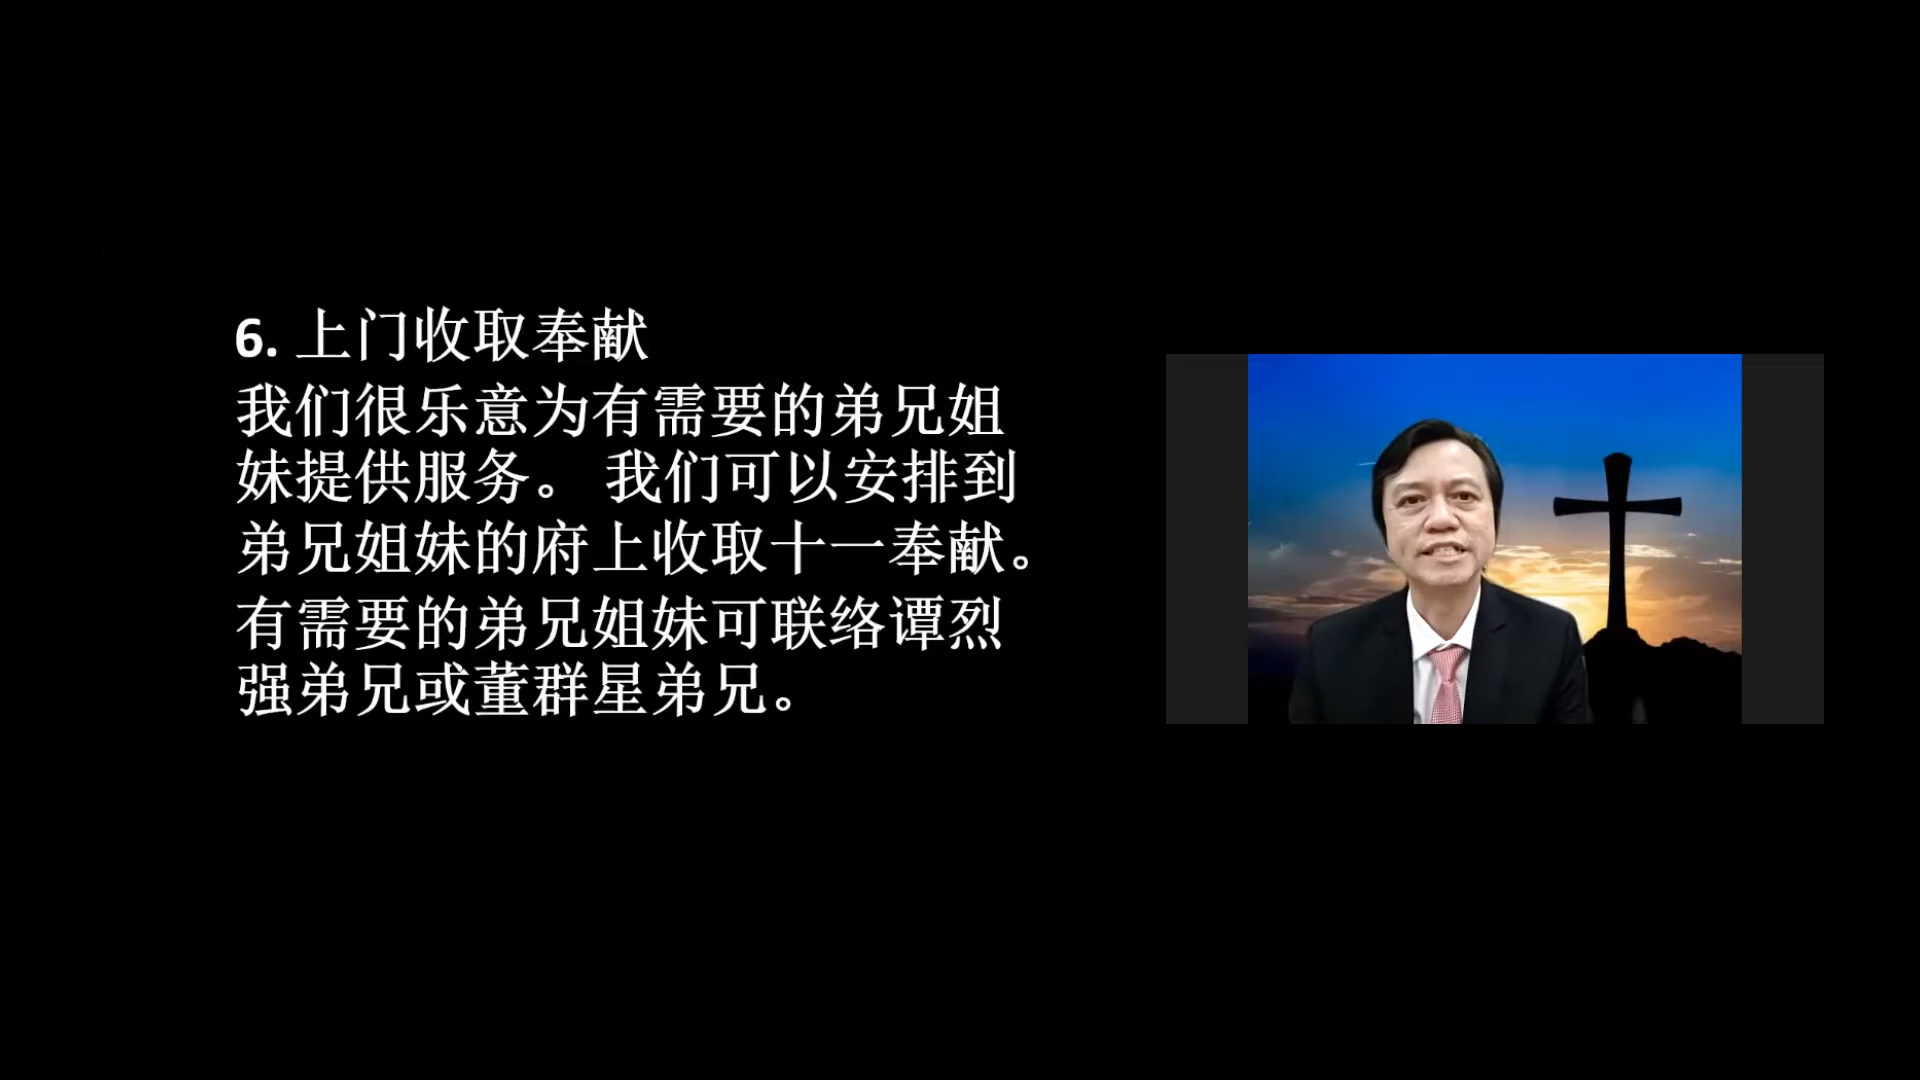 6. 上门收取奉献
我们很乐意为有需要的弟兄姐
妹提供服务。 我们可以安排到
弟兄姐妹的府上收取十一奉献。
有需要的弟兄姐妹可联络谭烈
强弟兄或董群星弟兄。